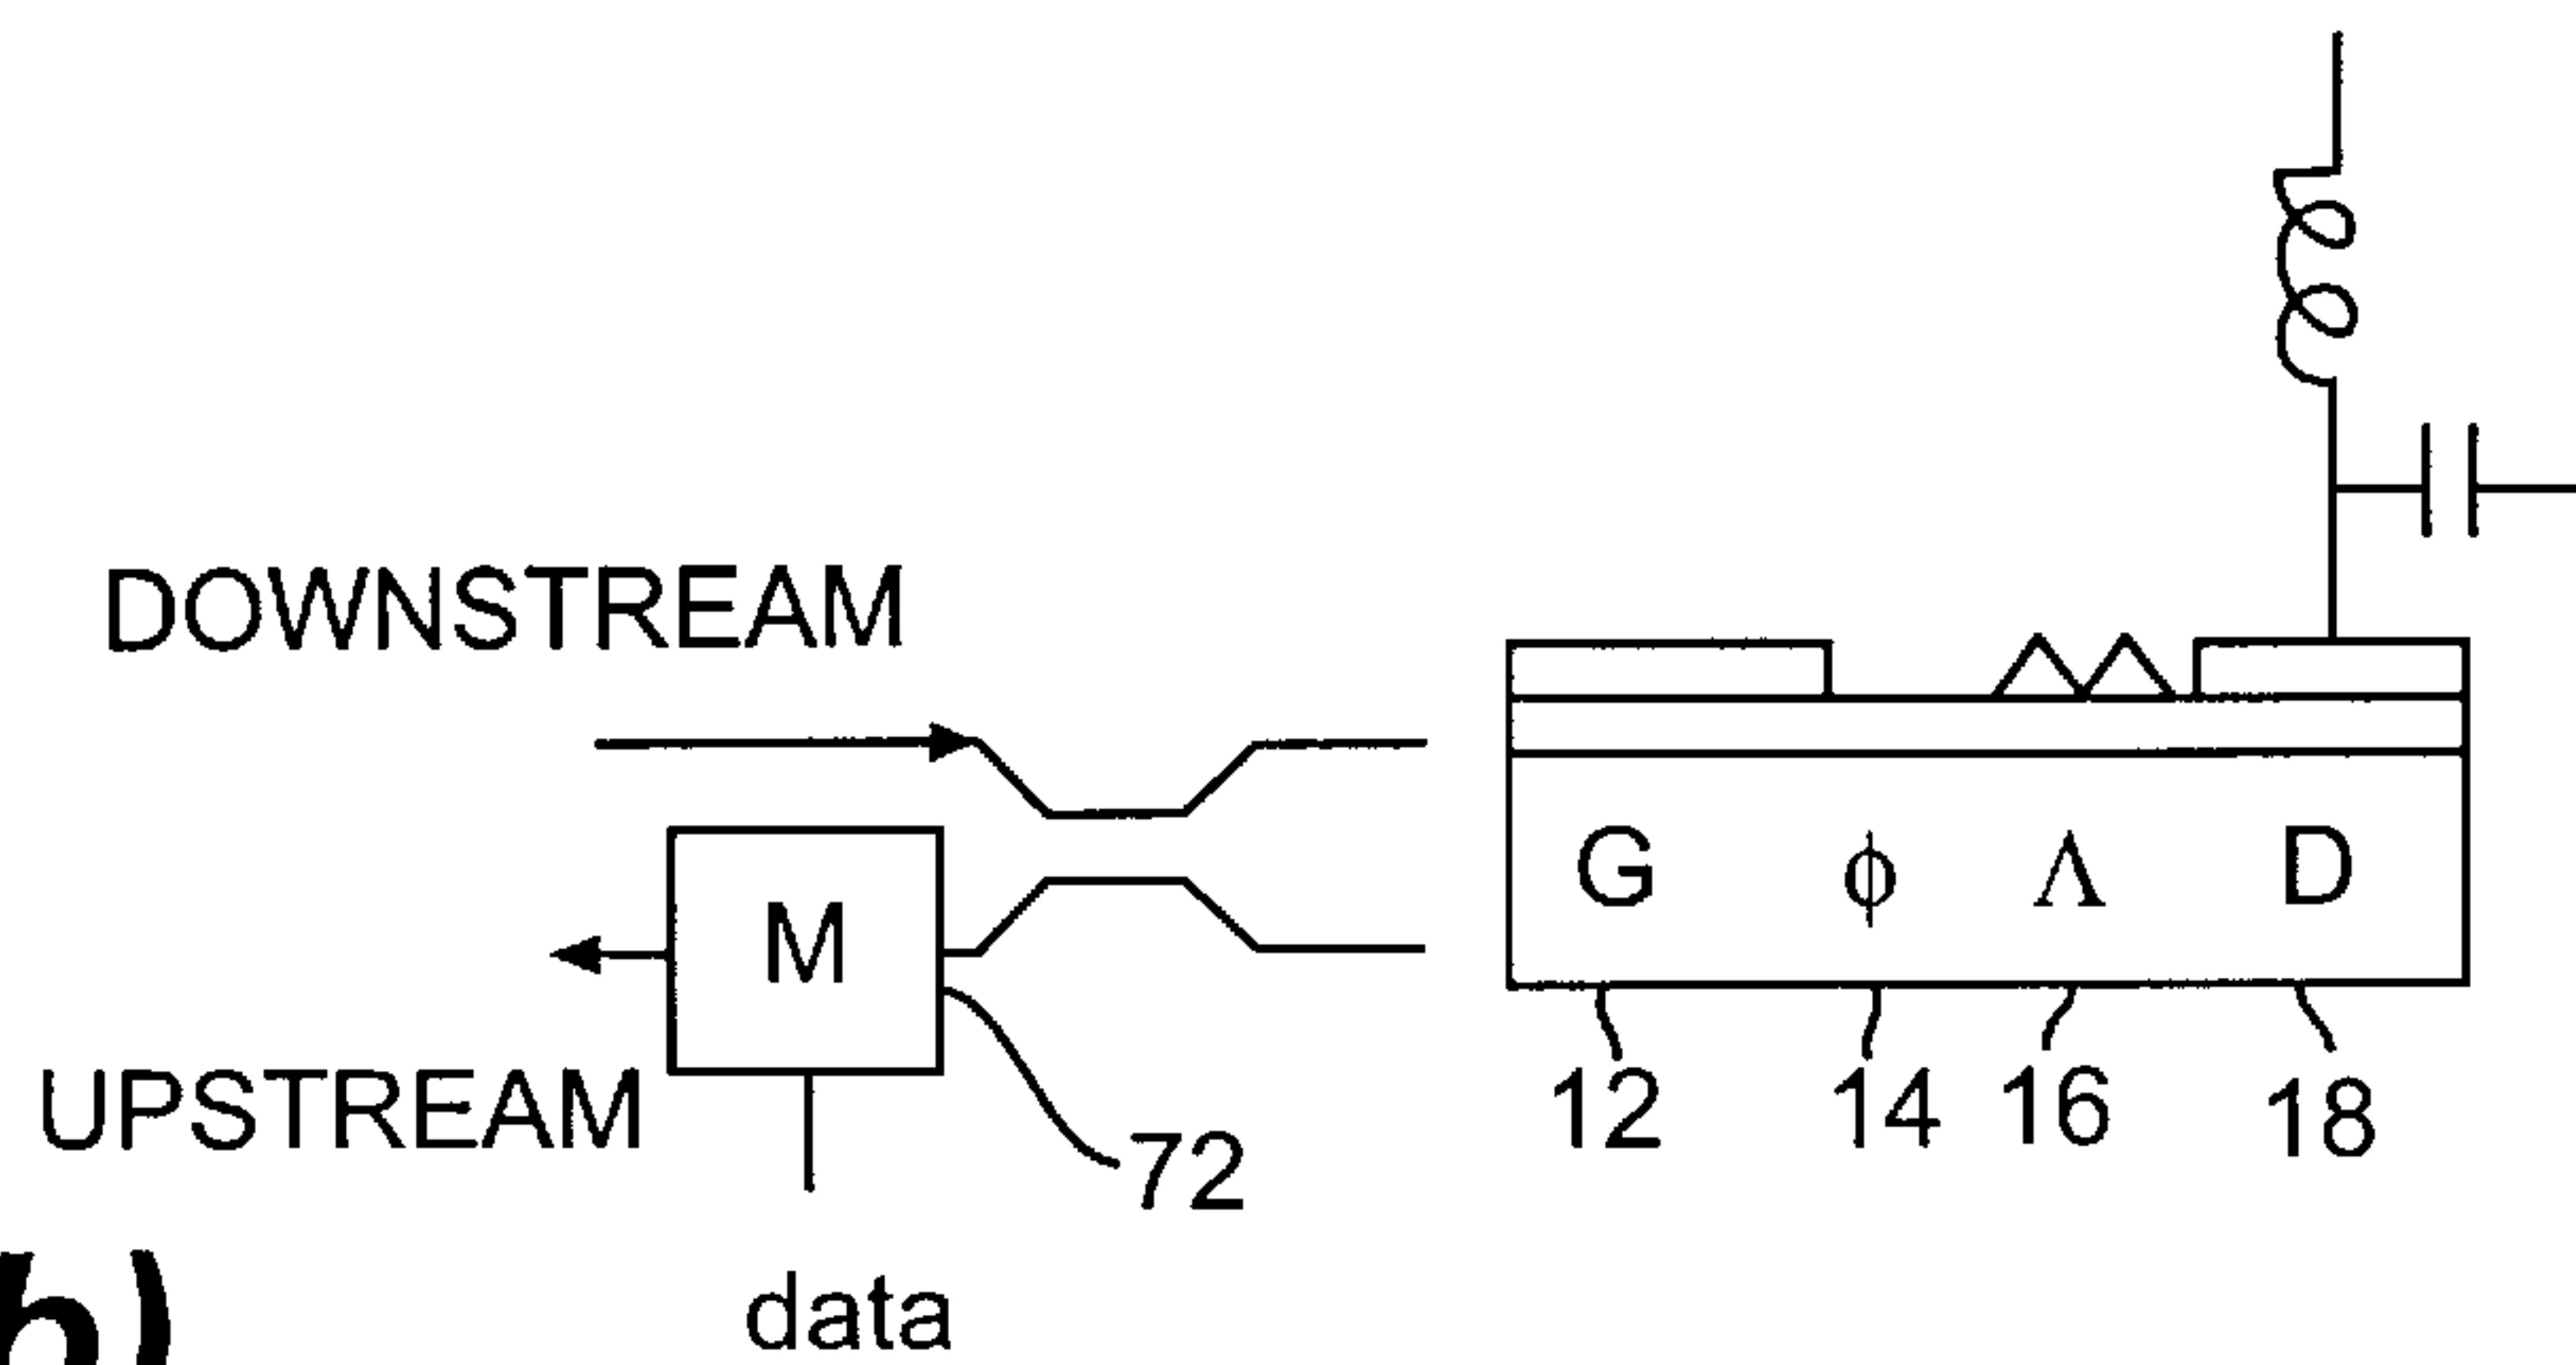 DOWNSTREAM
G ϕ Λ D
M
UPSTREAM
12 14 16 18
72
data
b)